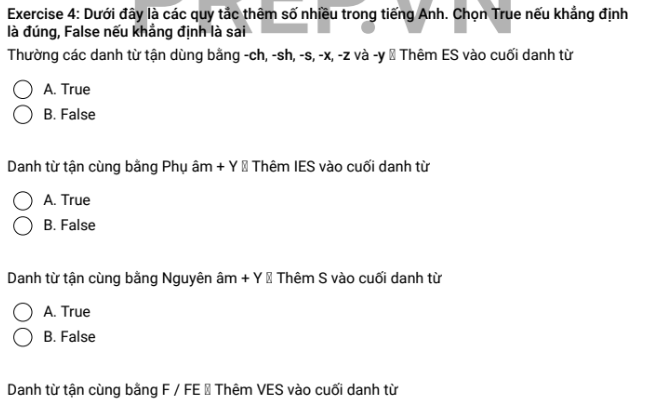 PREP.VN
Exercise 4: Dưới đây là các quy tắc thêm số nhiều trong tiếng Anh. Chọn True nếu khẳng định
là đúng, False nếu khẳng định là sai
Thường các danh từ tận dùng bằng -ch, -sh, -s, -x, -z và -y Thêm ES vào cuối danh từ
A. True
B. False
Danh từ tận cùng bằng Phụ âm + Y Thêm IES vào cuối danh từ
A. True
B. False
Danh từ tận cùng bằng Nguyên âm + Y Thêm S vào cuối danh từ
A. True
B. False
Danh từ tận cùng bằng F / FE Thêm VES vào cuối danh từ